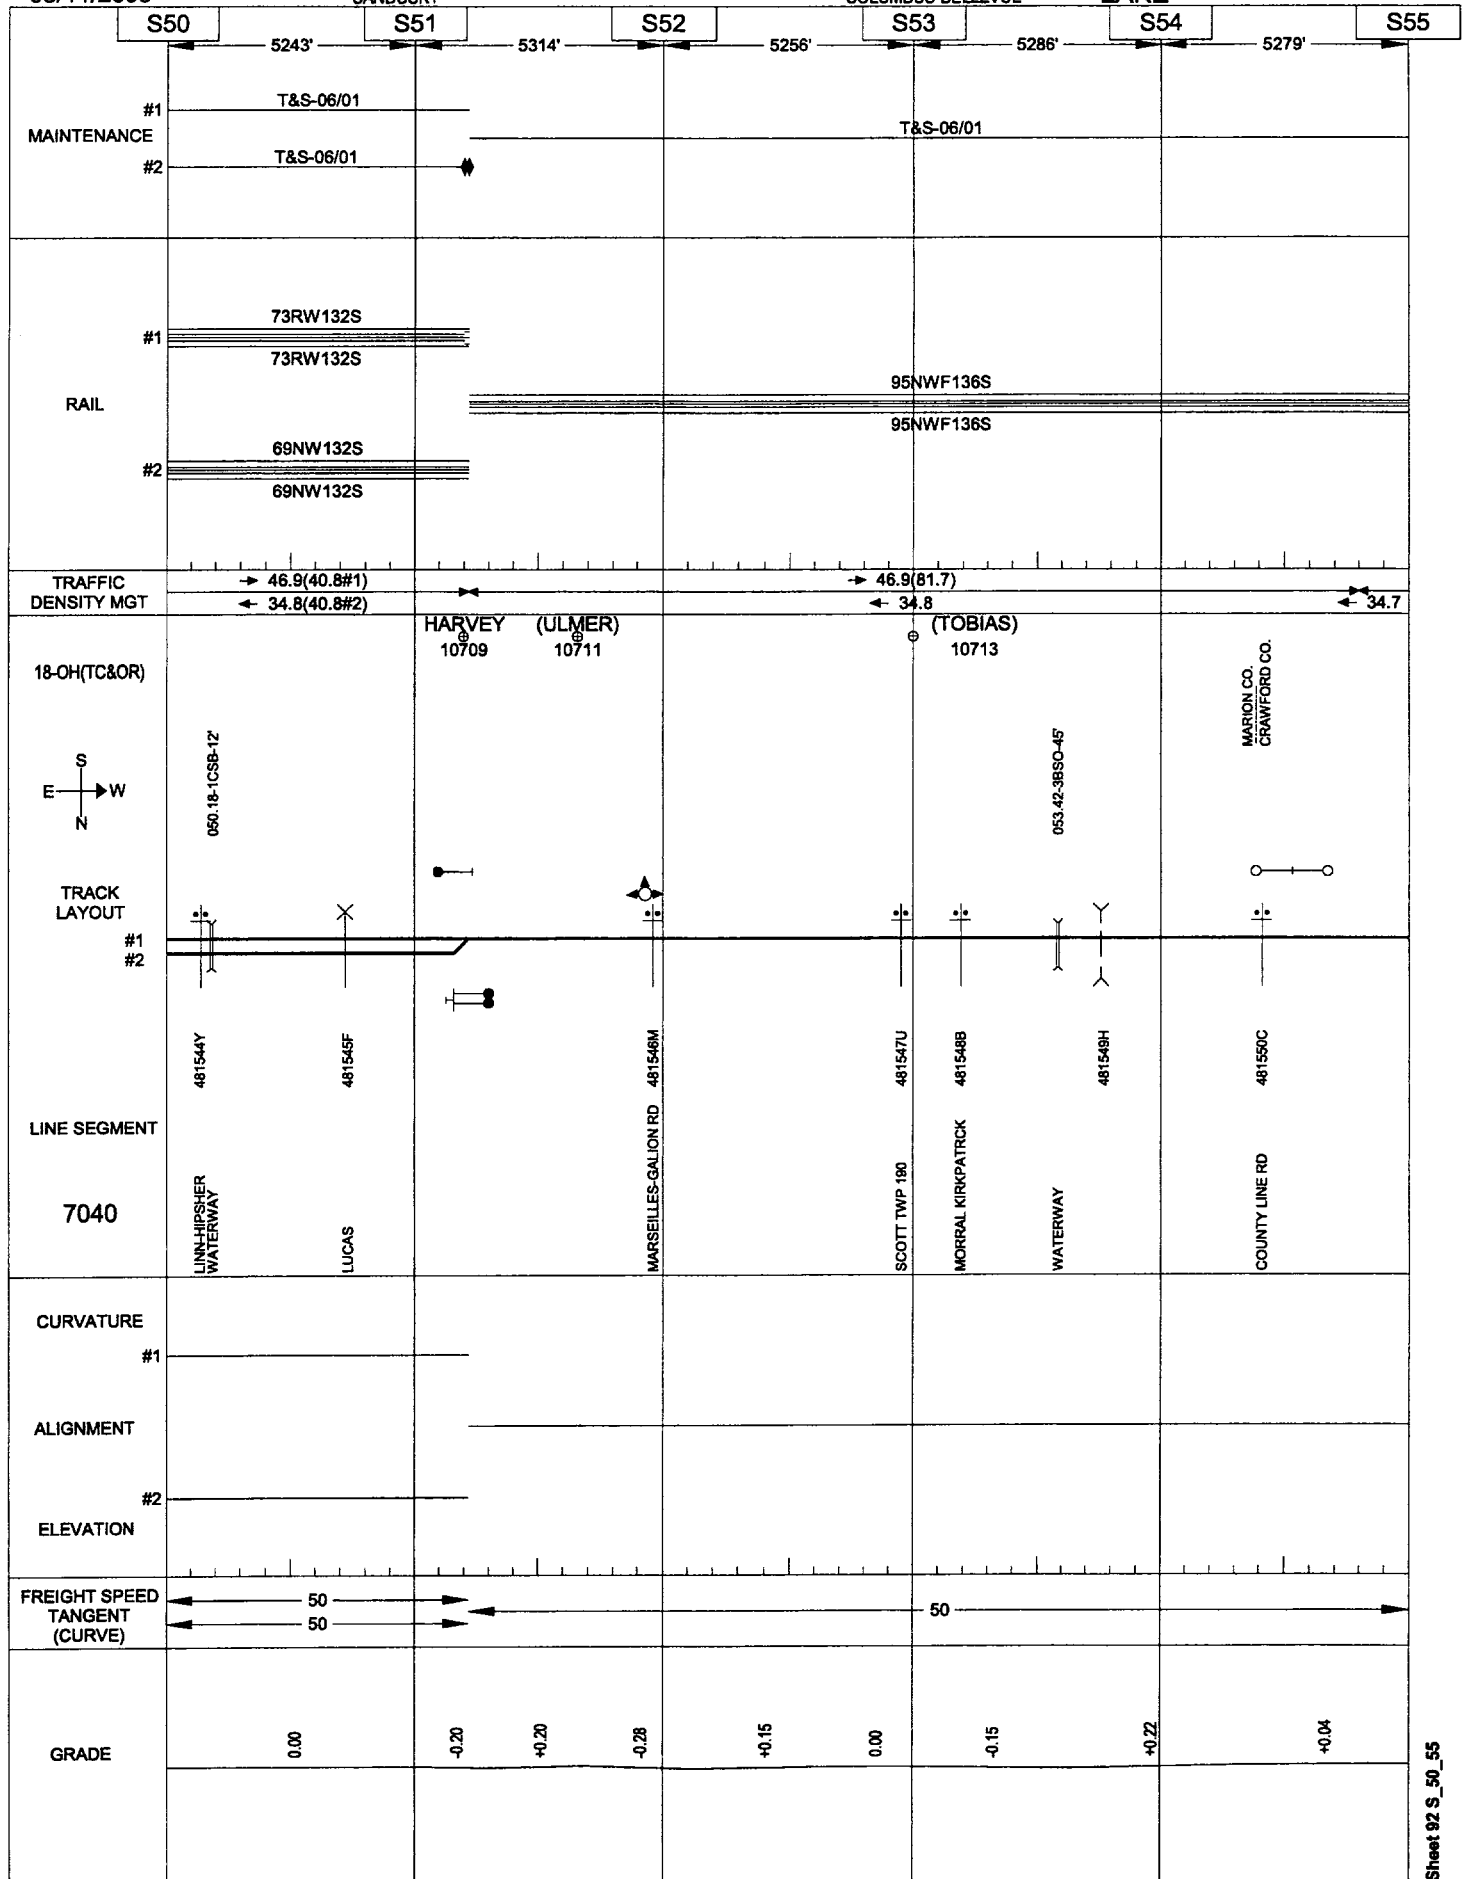 S50 S51 S52 S53 S54 S55
5243' 5314' 5256' 5286' 5279'
MAINTENANCE
#1 T&S-06/01
T&S-06/01
#2 T&S-06/01
RAIL
73RW132S
#1
73RW132S
95NWF136S
95NWF136S
69NW132S
#2
69NW132S
TRAFFIC
DENSITY MGT
46.9(40.8#1) 46.9(81.7)
34.8(40.8#2) 34.8 34.7
HARVEY (ULMER) (TOBIAS)
10709 10711 10713
18-OH(TC&OR)
MARION CO.
CRAWFORD CO.
S
E W
N
050.18-1CSB-12'
053.42-3BSO-45'
TRACK
LAYOUT
#1
#2
481544Y
481545F
481546M
481547U
481548B
481549H
481550C
LINE SEGMENT
7040
LINN-HIPSHER
WATERWAY
LUCAS
MARSEILLES-GALION RD
SCOTT TWP 190
MORRAL KIRKPATRCK
WATERWAY
COUNTY LINE RD
CURVATURE
#1
ALIGNMENT
#2
ELEVATION
FREIGHT SPEED
TANGENT
(CURVE)
50
50
50
GRADE
0.00 -0.20 +0.20 -0.28 +0.15 0.00 -0.15 +0.22 +0.04
Sheet 92 S_50_55